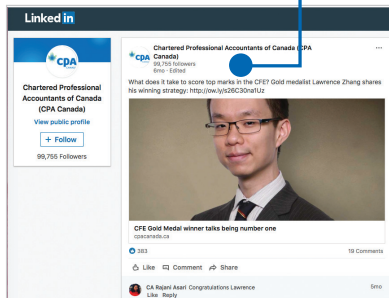 Linked in
CPA
Chartered Professional
Accountants of Canada
(CPA Canada)
View public profile
+ Follow
99,755 Followers
CPA
Chartered Professional Accountants of Canada (CPA
Canada)
99,755 followers
6mo · Edited
...
What does it take to score top marks in the CFE? Gold medalist Lawrence Zhang shares
his winning strategy: http://ow.ly/s26C30na1Uz
CFE Gold Medal winner talks being number one
cpacanada.ca
283
19 Comments
Like Comment Share
CA Rajani Asari Congratulations Lawrence
5mo
Like Reply